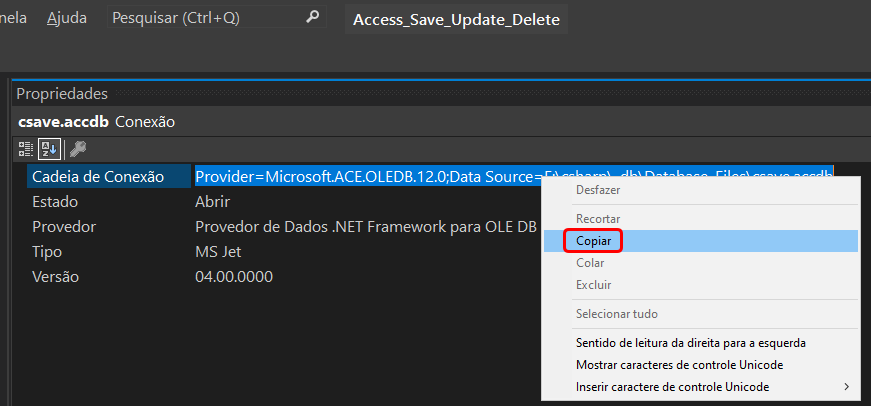 nela Ajuda Pesquisar (Ctrl+Q) Access_Save_Update_Delete
Propriedades
csave.accdb Conexão
Cadeia de Conexão Provider=Microsoft.ACE.OLEDB.12.0;Data Source=
Estado Abrir
Provedor Provedor de Dados .NET Framework para OLE DB
Tipo MS Jet
Versão 04.00.0000
Desfazer
Recortar
Copiar
Colar
Excluir
Selecionar tudo
Sentido de leitura da direita para a esquerda
Mostrar caracteres de controle Unicode
Inserir caractere de controle Unicode